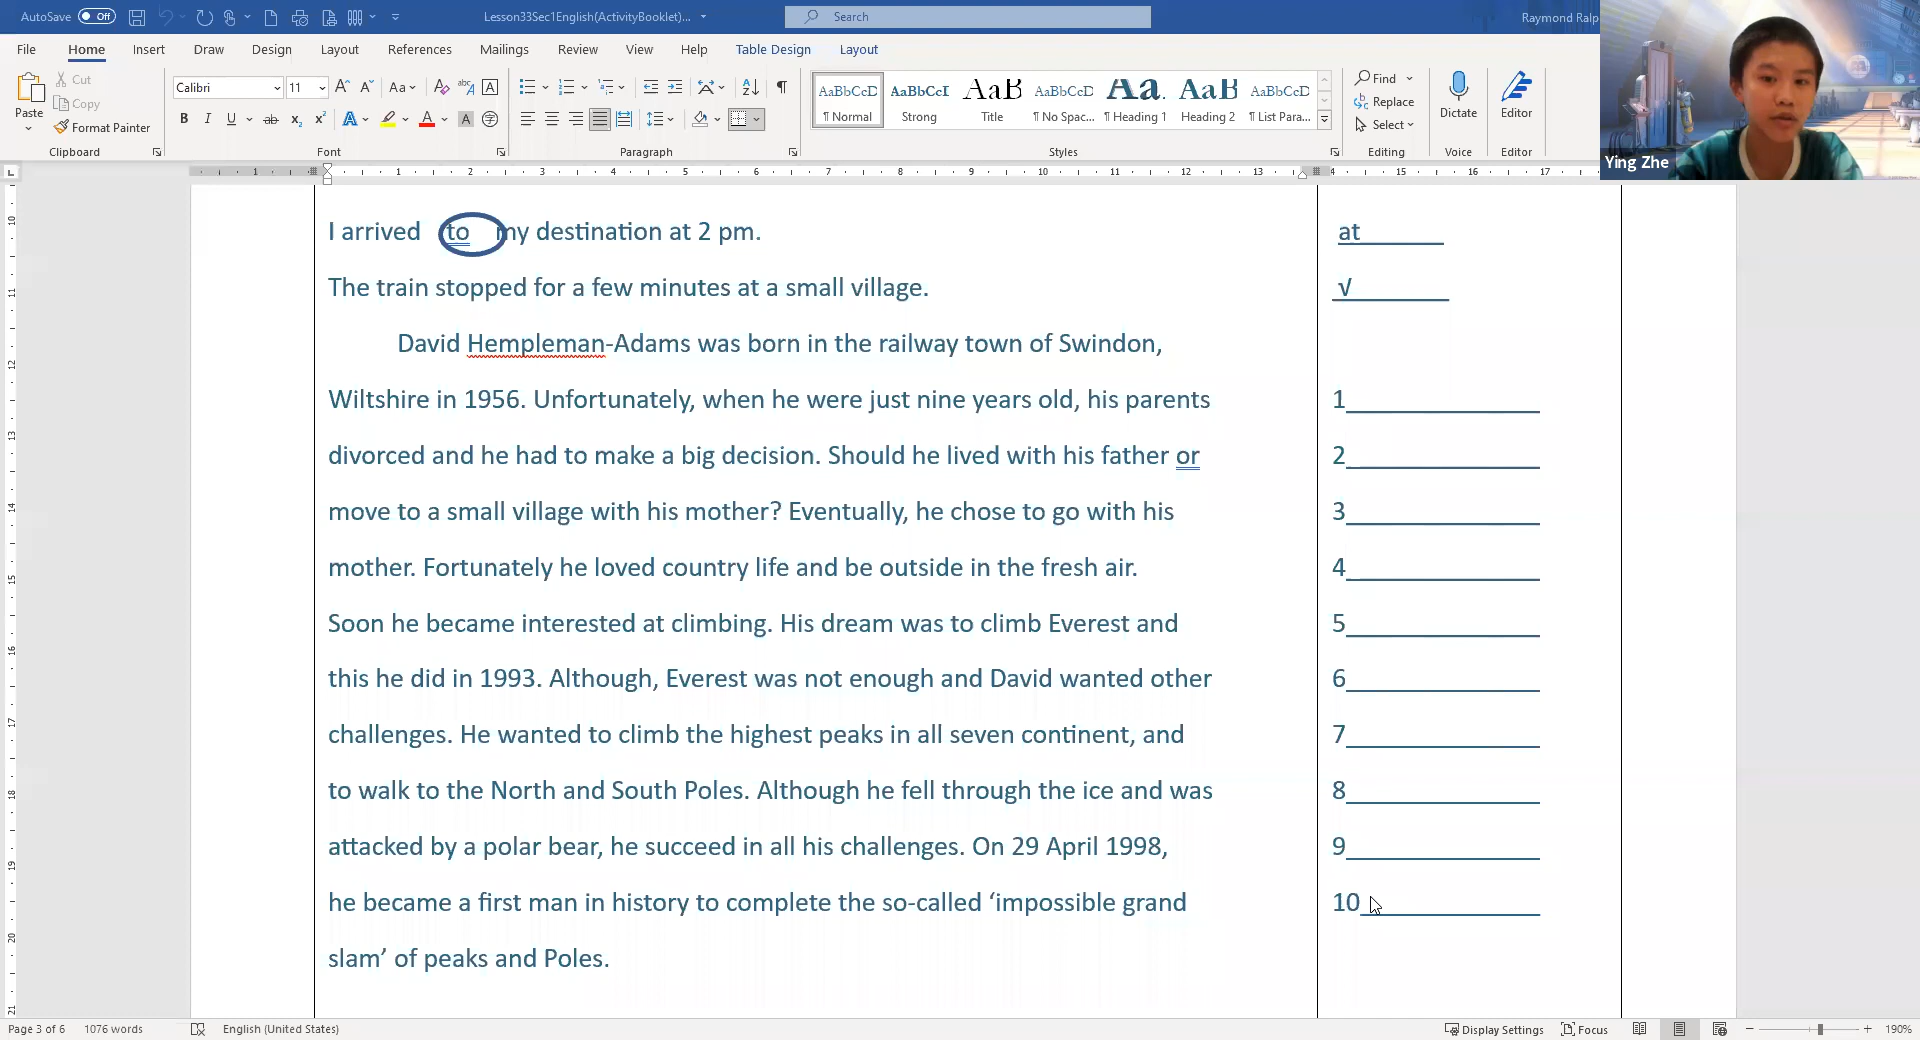 AutoSave Off Lesson33Sec1English(ActivityBooklet)... Search Raymond Ralp
File Home Insert Draw Design Layout References Mailings Review View Help Table Design Layout
Cut
Copy
Paste
Format Painter
Calibri 11
AaBbCcD AaBbCcI AaB AaBbCcD Aa. AaB AaBbCcD
¶ Normal Strong Title ¶ No Spac... ¶ Heading 1 Heading 2 ¶ List Para...
Find
Replace
Select
Dictate Editor
Clipboard Font Paragraph Styles Editing Voice Editor
Ying Zhe
I arrived to my destination at 2 pm. at
The train stopped for a few minutes at a small village. √
David Hempleman-Adams was born in the railway town of Swindon,
Wiltshire in 1956. Unfortunately, when he were just nine years old, his parents 1
divorced and he had to make a big decision. Should he lived with his father or 2
move to a small village with his mother? Eventually, he chose to go with his 3
mother. Fortunately he loved country life and be outside in the fresh air. 4
Soon he became interested at climbing. His dream was to climb Everest and 5
this he did in 1993. Although, Everest was not enough and David wanted other 6
challenges. He wanted to climb the highest peaks in all seven continent, and 7
to walk to the North and South Poles. Although he fell through the ice and was 8
attacked by a polar bear, he succeed in all his challenges. On 29 April 1998, 9
he became a first man in history to complete the so-called ‘impossible grand 10
slam’ of peaks and Poles.
Page 3 of 6 1076 words English (United States) Display Settings Focus 190%